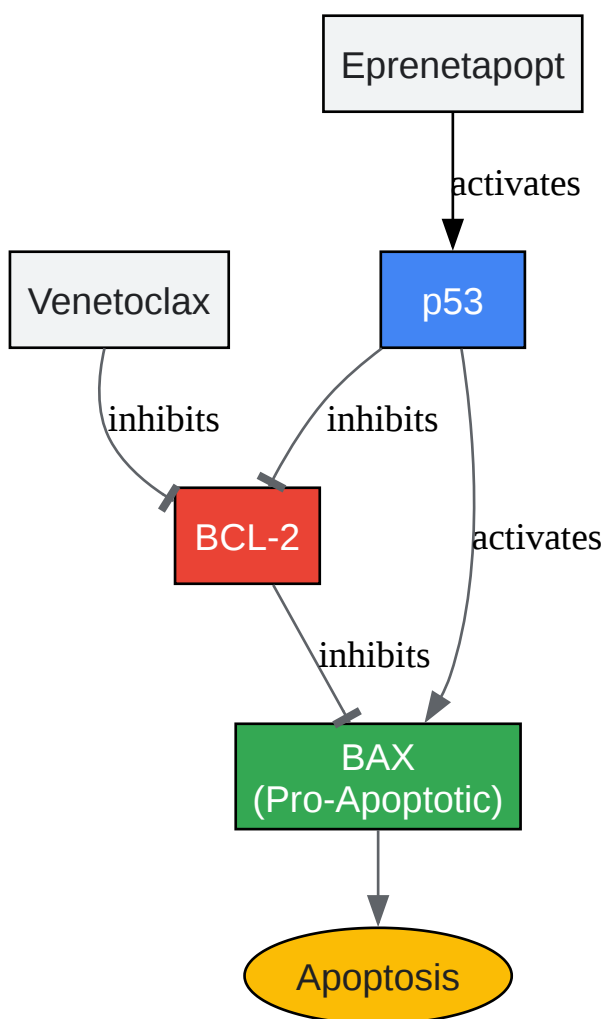 Eprenetapopt
activates
Venetoclax
p53
inhibits
inhibits
BCL-2
activates
inhibits
BAX
(Pro-Apoptotic)
Apoptosis